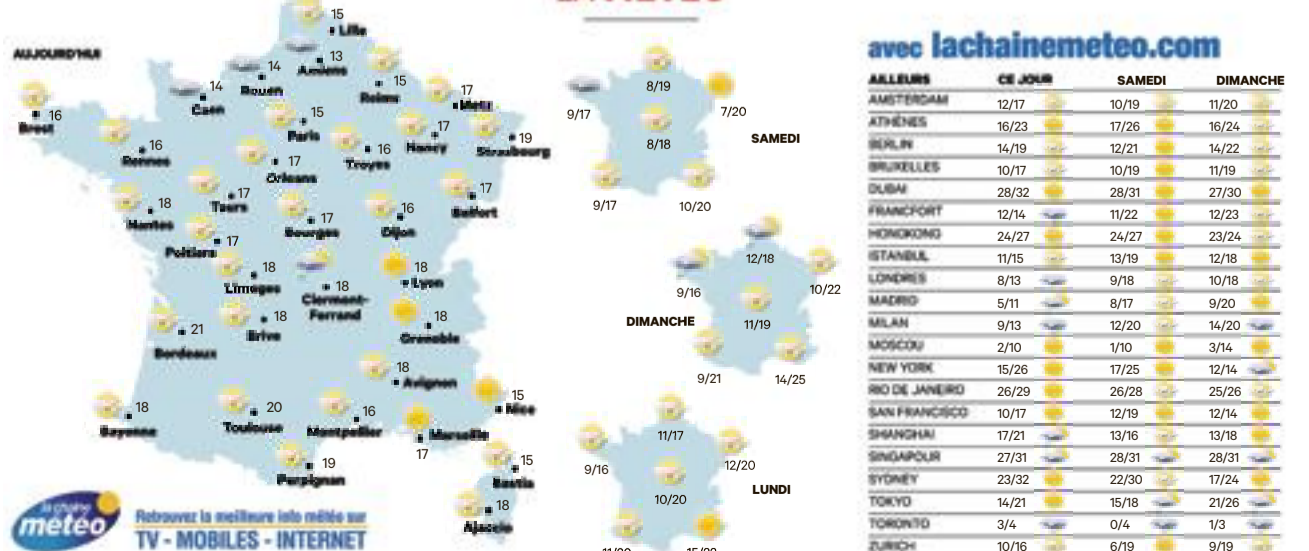 AUJOURD'HUI
15
Lille
13
Amiens
14
Rouen
14
Caen
15
Reims
17
Metz
16
Brest
15
Paris
17
Nancy
19
Strasbourg
16
Rennes
16
Troyes
17
Orléans
17
Belfort
17
Tours
18
Nantes
17
Bourges
16
Dijon
17
Poitiers
18
Limoges
18
Clermont-
Ferrand
18
Lyon
18
Brive
18
Grenoble
21
Bordeaux
18
Avignon
18
Bayonne
20
Toulouse
16
Montpellier
17
Marseille
15
Nice
19
Perpignan
15
Bastia
18
Ajaccio
la chaîne
météo
Retrouvez la meilleure info météo sur
TV - MOBILES - INTERNET
8/19
9/17
7/20
8/18
SAMEDI
9/17
10/20
12/18
9/16
10/22
DIMANCHE
11/19
9/21
14/25
11/17
9/16
12/20
10/20
LUNDI
avec lachainemeteo.com
AILLEURS CE JOUR SAMEDI DIMANCHE
AMSTERDAM 12/17 10/19 11/20
ATHÈNES 16/23 17/26 16/24
BERLIN 14/19 12/21 14/22
BRUXELLES 10/17 10/19 11/19
DUBAI 28/32 28/31 27/30
FRANCFORT 12/14 11/22 12/23
HONGKONG 24/27 24/27 23/24
ISTANBUL 11/15 13/19 12/18
LONDRES 8/13 9/18 10/18
MADRID 5/11 8/17 9/20
MILAN 9/13 12/20 14/20
MOSCOU 2/10 1/10 3/14
NEW YORK 15/26 17/25 12/14
RIO DE JANEIRO 26/29 26/28 25/26
SAN FRANCISCO 10/17 12/19 12/14
SHANGHAI 17/21 13/16 13/18
SINGAPOUR 27/31 28/31 28/31
SYDNEY 23/32 22/30 17/24
TOKYO 14/21 15/18 21/26
TORONTO 3/4 0/4 1/3
ZURICH 10/16 6/19 9/19